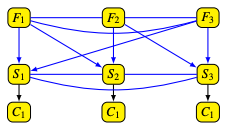 F₁ F₂ F₃
S₁ S₂ S₃
C₁ C₁ C₁